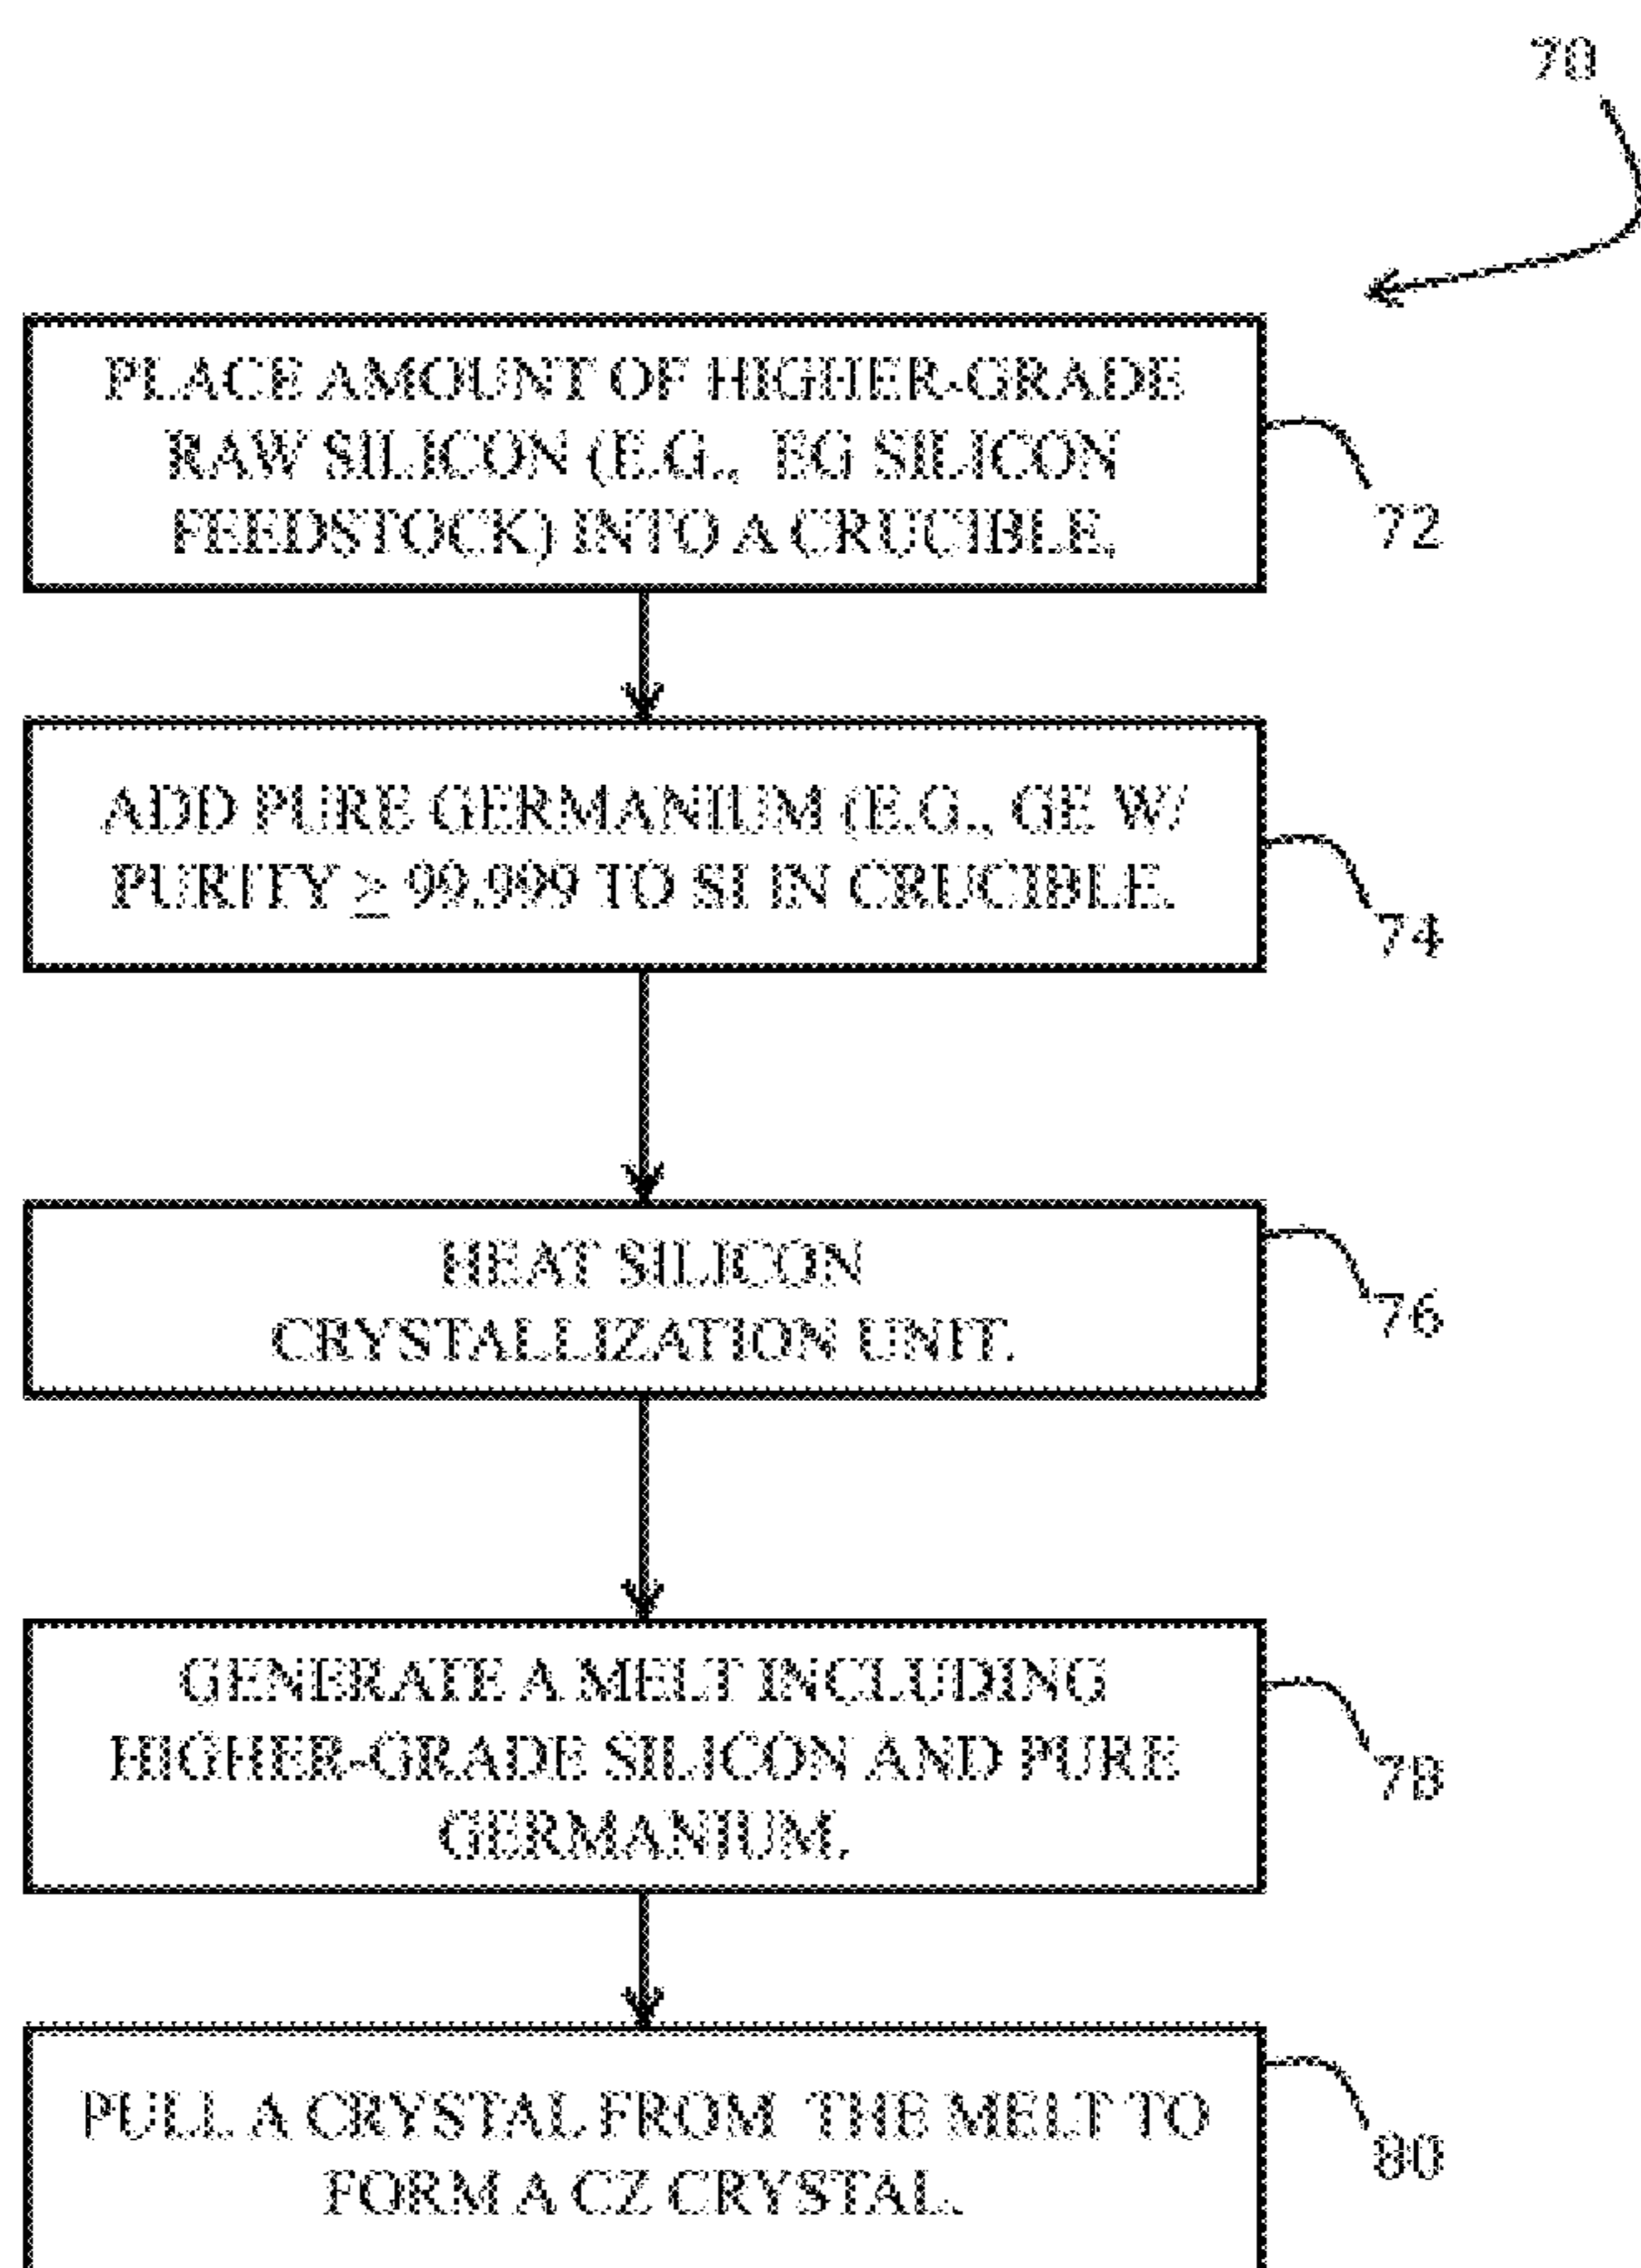 70
PLACE AMOUNT OF HIGHER-GRADE
RAW SILICON (E.G., EG SILICON
FEEDSTOCK) INTO A CRUCIBLE.
72
ADD PURE GERMANIUM (E.G., GE W/
PURITY ≥ 99.999 TO SI IN CRUCIBLE.
74
HEAT SILICON
CRYSTALLIZATION UNIT.
76
GENERATE A MELT INCLUDING
HIGHER-GRADE SILICON AND PURE
GERMANIUM.
78
PULL A CRYSTAL FROM THE MELT TO
FORM A CZ CRYSTAL.
80